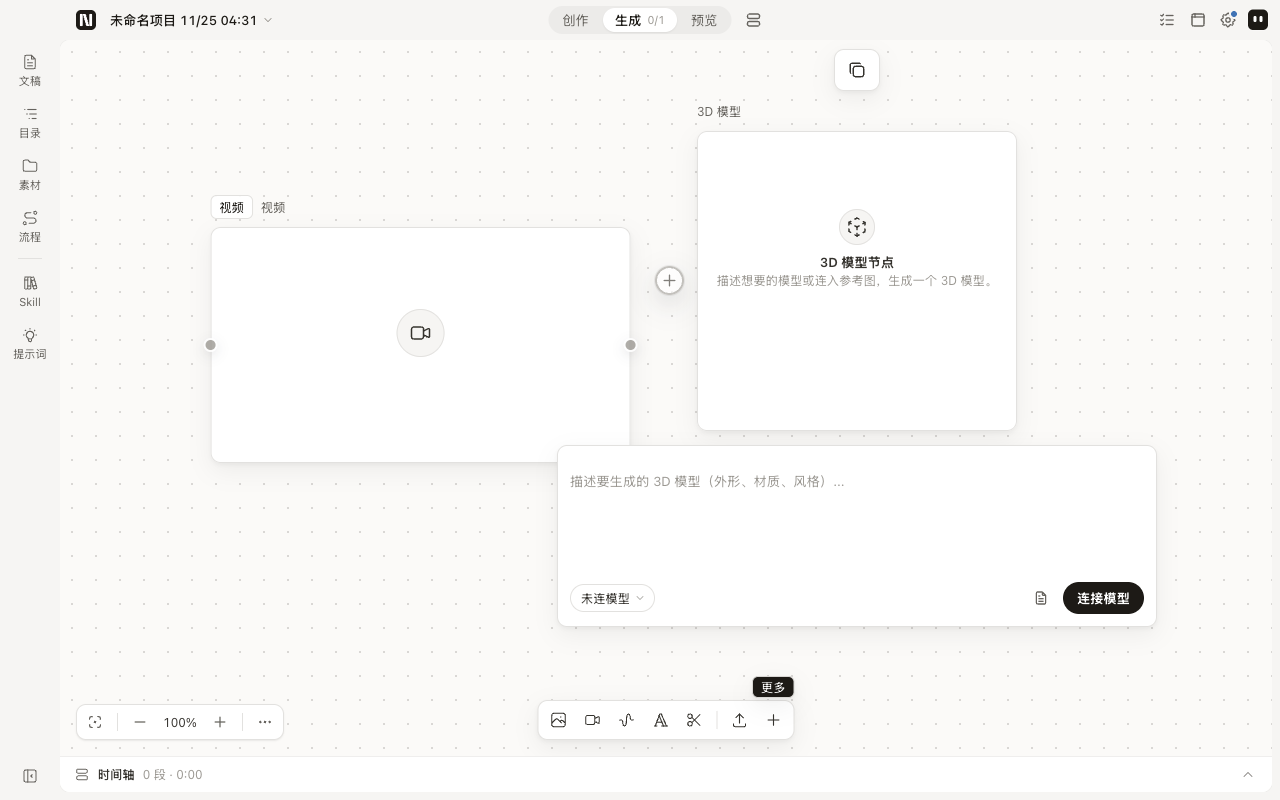 未命名项目 11/25 04:31
创作
生成 0/1
预览
文稿
目录
素材
流程
Skill
提示词
3D 模型
视频 视频
3D 模型节点
描述想要的模型或连入参考图，生成一个 3D 模型。
描述要生成的 3D 模型（外形、材质、风格）...
未连模型
连接模型
更多
100%
时间轴 0 段 · 0:00